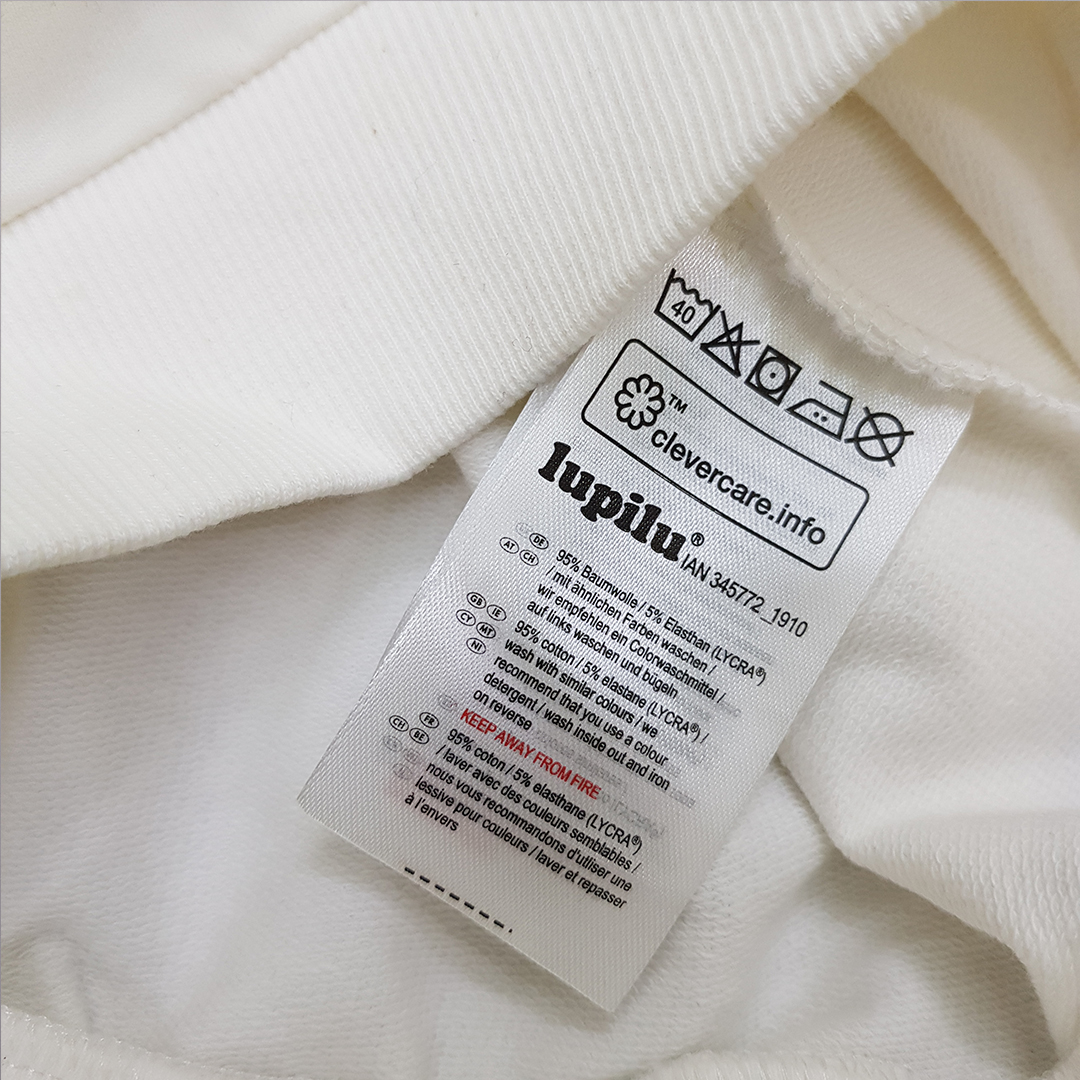 40
™
clevercare.info
lupilu®
IAN 345772_1910
DE
AT CH
95% Baumwolle / 5% Elasthan (LYCRA®)
/ mit ähnlichen Farben waschen /
wir empfehlen ein Colorwaschmittel /
auf links waschen und bügeln
GB IE
CY MT
NI
95% cotton / 5% elastane (LYCRA®) /
wash with similar colours / we
recommend that you use a colour
detergent / wash inside out and iron
on reverse
KEEP AWAY FROM FIRE
FR
CH BE
95% coton / 5% elasthane (LYCRA®)
/ laver avec des couleurs semblables /
nous vous recommandons d'utliser une
lessive pour couleurs / laver et repasser
à l'envers